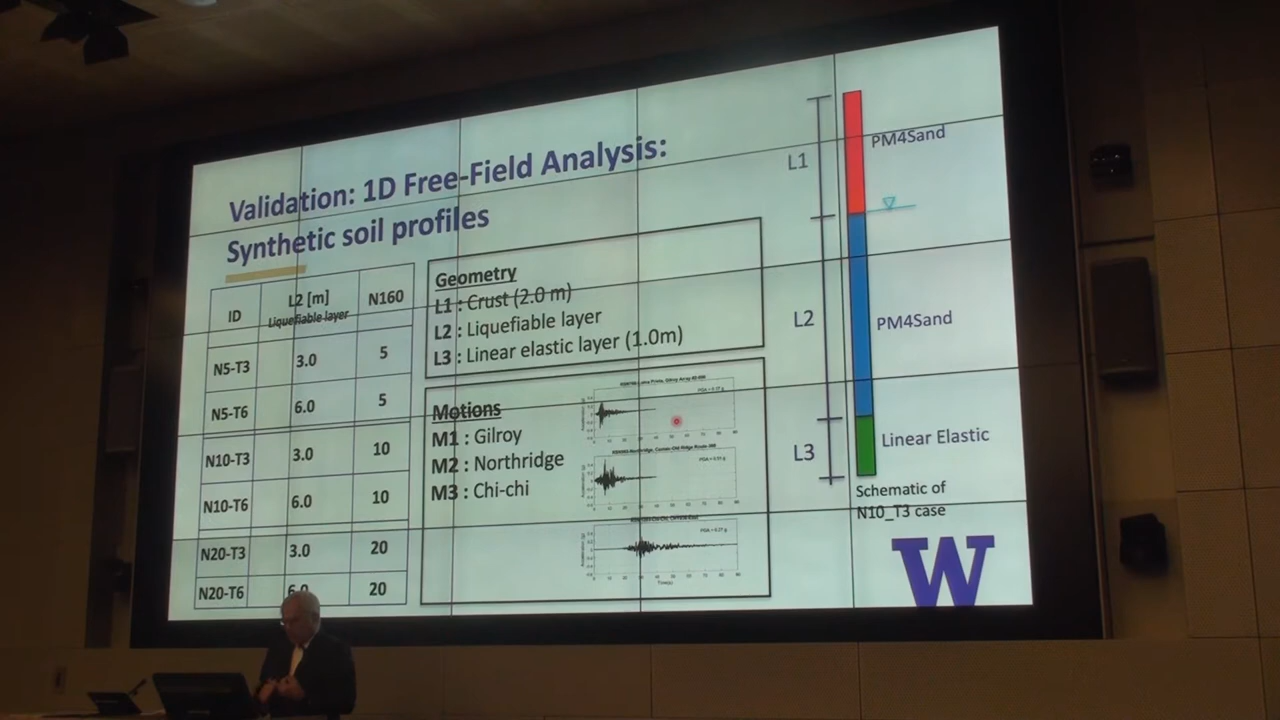 Validation: 1D Free-Field Analysis:
Synthetic soil profiles
ID L2 [m] N160
Liquefiable layer
N5-T3 3.0 5
N5-T6 6.0 5
N10-T3 3.0 10
N10-T6 6.0 10
N20-T3 3.0 20
N20-T6 6.0 20
Geometry
L1 : Crust (2.0 m)
L2 : Liquefiable layer
L3 : Linear elastic layer (1.0m)
Motions
M1 : Gilroy
M2 : Northridge
M3 : Chi-chi
L1
PM4Sand
L2
PM4Sand
L3
Linear Elastic
Schematic of
N10_T3 case
W